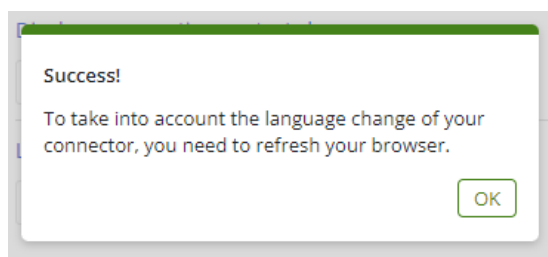 Success!
To take into account the language change of your
connector, you need to refresh your browser.
OK